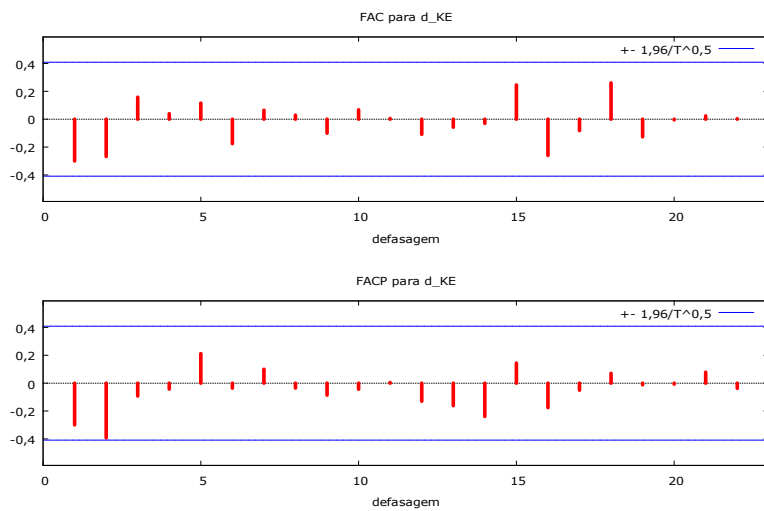 FAC para d_KE
+- 1,96/T^0,5
0,4
0,2
0
-0,2
-0,4
0 5 10 15 20
defasagem
FACP para d_KE
+- 1,96/T^0,5
0,4
0,2
0
-0,2
-0,4
0 5 10 15 20
defasagem